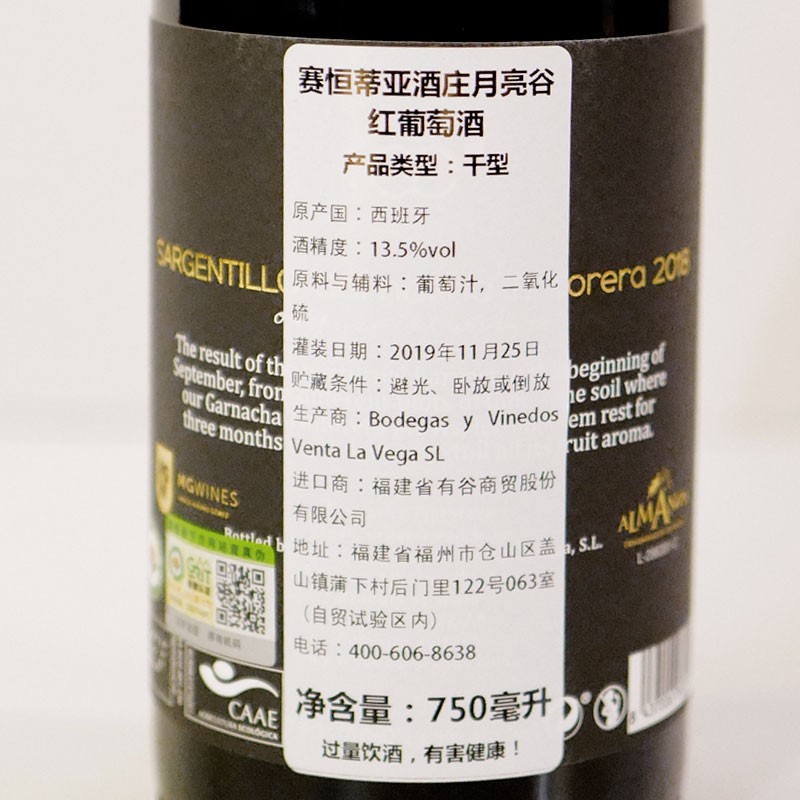 赛恒蒂亚酒庄月亮谷
红葡萄酒
产品类型：干型
原产国：西班牙
酒精度：13.5%vol
原料与辅料：葡萄汁，二氧化
硫
灌装日期：2019年11月25日
贮藏条件：避光、卧放或倒放
生产商：Bodegas y Vinedos
Venta La Vega SL
进口商：福建省有谷商贸股份
有限公司
地址：福建省福州市仓山区盖
山镇蒲下村后门里122号063室
（自贸试验区内）
电话：400-606-8638
净含量：750毫升
过量饮酒，有害健康！
SARGENTILLO
orera 2018
The result of th
September, from
our Garnacha
three months
beginning of
he soil where
em rest for
ruit aroma.
MGWINES
ALMANSA
Bottled b
a, S.L.
CAAE